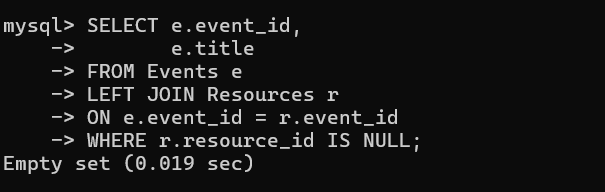 mysql> SELECT e.event_id,
    ->        e.title
    -> FROM Events e
    -> LEFT JOIN Resources r
    -> ON e.event_id = r.event_id
    -> WHERE r.resource_id IS NULL;
Empty set (0.019 sec)